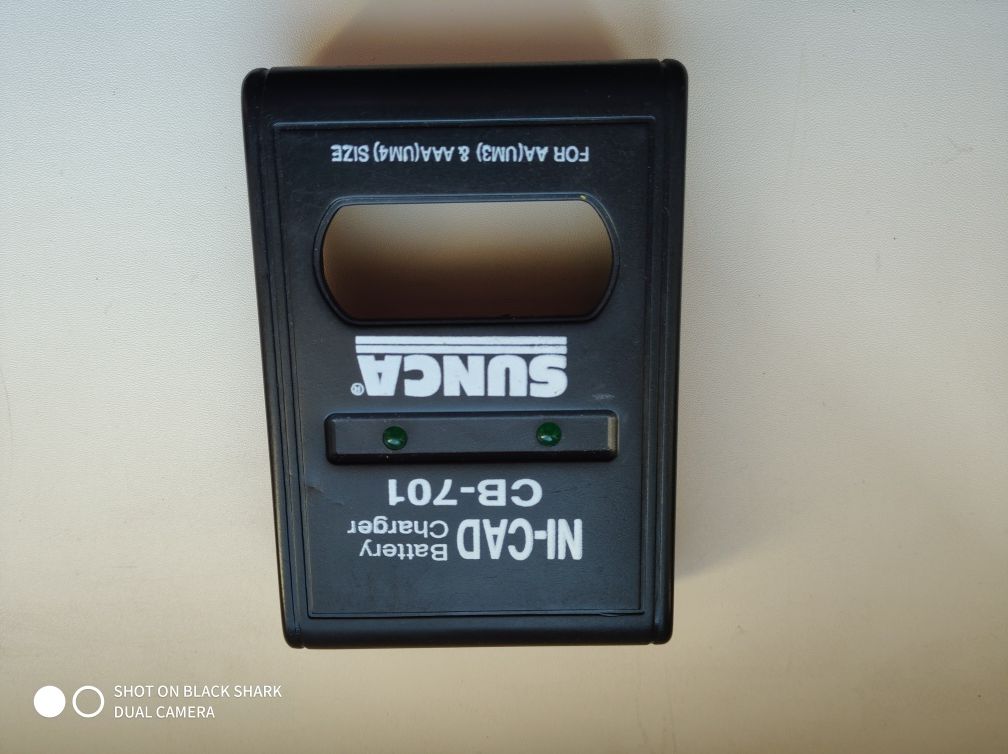 NI-CAD Battery
Charger
CB-701
SUNCA®
FOR AA(UM3) & AAA(UM4) SIZE
SHOT ON BLACK SHARK
DUAL CAMERA